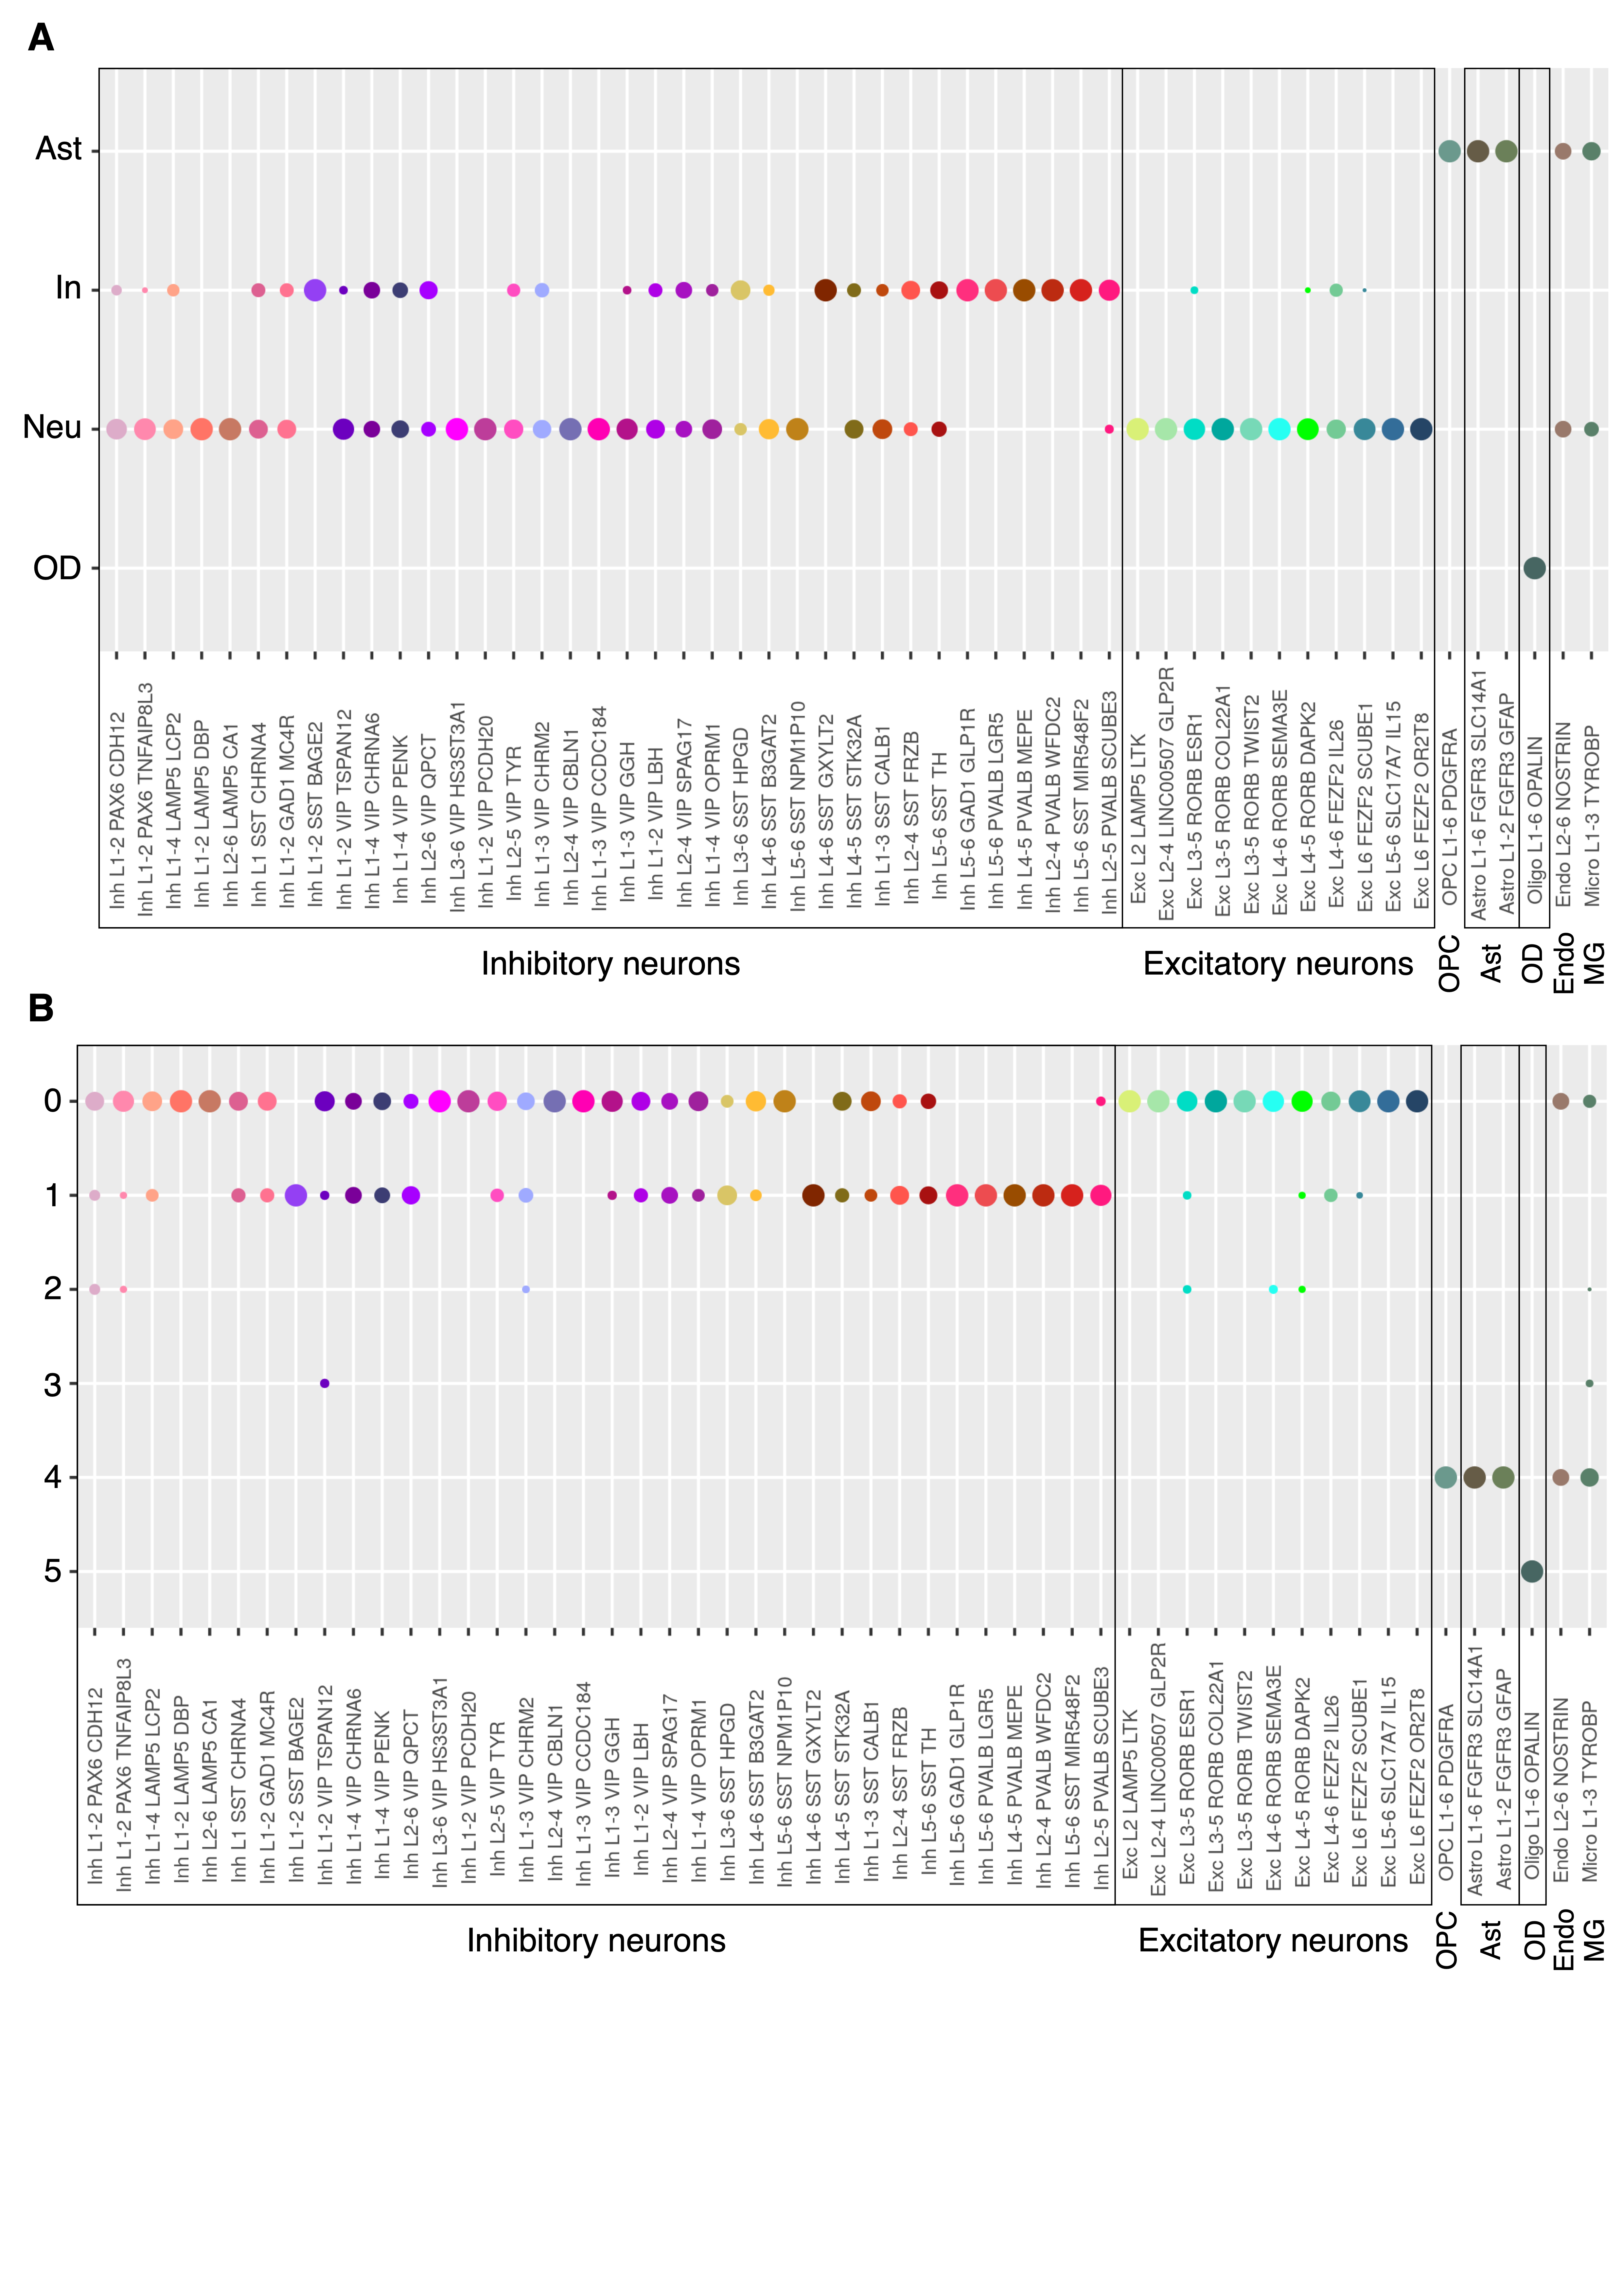 A
Ast
In
Neu
OD
Inh L1-2 PAX6 CDH12
Inh L1-2 PAX6 TNFAIP8L3
Inh L1-4 LAMP5 LCP2
Inh L1-2 LAMP5 DBP
Inh L2-6 LAMP5 CA1
Inh L1 SST CHRNA4
Inh L1-2 GAD1 MC4R
Inh L1-2 SST BAGE2
Inh L1-2 VIP TSPAN12
Inh L1-4 VIP CHRNA6
Inh L1-4 VIP PENK
Inh L2-6 VIP QPCT
Inh L3-6 VIP HS3ST3A1
Inh L1-2 VIP PCDH20
Inh L2-5 VIP TYR
Inh L1-3 VIP CHRM2
Inh L2-4 VIP CBLN1
Inh L1-3 VIP CCDC184
Inh L1-3 VIP GGH
Inh L1-2 VIP LBH
Inh L2-4 VIP SPAG17
Inh L1-4 VIP OPRM1
Inh L3-6 SST HPGD
Inh L4-6 SST B3GAT2
Inh L5-6 SST NPM1P10
Inh L4-6 SST GXYLT2
Inh L4-5 SST STK32A
Inh L1-3 SST CALB1
Inh L2-4 SST FRZB
Inh L5-6 SST TH
Inh L5-6 GAD1 GLP1R
Inh L5-6 PVALB LGR5
Inh L4-5 PVALB MEPE
Inh L2-4 PVALB WFDC2
Inh L5-6 SST MIR548F2
Inh L2-5 PVALB SCUBE3
Exc L2 LAMP5 LTK
Exc L2-4 LINC00507 GLP2R
Exc L3-5 RORB ESR1
Exc L3-5 RORB COL22A1
Exc L3-5 RORB TWIST2
Exc L4-6 RORB SEMA3E
Exc L4-5 RORB DAPK2
Exc L4-6 FEZF2 IL26
Exc L6 FEZF2 SCUBE1
Exc L5-6 SLC17A7 IL15
Exc L6 FEZF2 OR2T8
OPC L1-6 PDGFRA
Astro L1-6 FGFR3 SLC14A1
Astro L1-2 FGFR3 GFAP
Oligo L1-6 OPALIN
Endo L2-6 NOSTRIN
Micro L1-3 TYROBP
Inhibitory neurons
Excitatory neurons
OPC
Ast
OD
Endo
MG
B
0
1
2
3
4
5
Inh L1-2 PAX6 CDH12
Inh L1-2 PAX6 TNFAIP8L3
Inh L1-4 LAMP5 LCP2
Inh L1-2 LAMP5 DBP
Inh L2-6 LAMP5 CA1
Inh L1 SST CHRNA4
Inh L1-2 GAD1 MC4R
Inh L1-2 SST BAGE2
Inh L1-2 VIP TSPAN12
Inh L1-4 VIP CHRNA6
Inh L1-4 VIP PENK
Inh L2-6 VIP QPCT
Inh L3-6 VIP HS3ST3A1
Inh L1-2 VIP PCDH20
Inh L2-5 VIP TYR
Inh L1-3 VIP CHRM2
Inh L2-4 VIP CBLN1
Inh L1-3 VIP CCDC184
Inh L1-3 VIP GGH
Inh L1-2 VIP LBH
Inh L2-4 VIP SPAG17
Inh L1-4 VIP OPRM1
Inh L3-6 SST HPGD
Inh L4-6 SST B3GAT2
Inh L5-6 SST NPM1P10
Inh L4-6 SST GXYLT2
Inh L4-5 SST STK32A
Inh L1-3 SST CALB1
Inh L2-4 SST FRZB
Inh L5-6 SST TH
Inh L5-6 GAD1 GLP1R
Inh L5-6 PVALB LGR5
Inh L4-5 PVALB MEPE
Inh L2-4 PVALB WFDC2
Inh L5-6 SST MIR548F2
Inh L2-5 PVALB SCUBE3
Exc L2 LAMP5 LTK
Exc L2-4 LINC00507 GLP2R
Exc L3-5 RORB ESR1
Exc L3-5 RORB COL22A1
Exc L3-5 RORB TWIST2
Exc L4-6 RORB SEMA3E
Exc L4-5 RORB DAPK2
Exc L4-6 FEZF2 IL26
Exc L6 FEZF2 SCUBE1
Exc L5-6 SLC17A7 IL15
Exc L6 FEZF2 OR2T8
OPC L1-6 PDGFRA
Astro L1-6 FGFR3 SLC14A1
Astro L1-2 FGFR3 GFAP
Oligo L1-6 OPALIN
Endo L2-6 NOSTRIN
Micro L1-3 TYROBP
Inhibitory neurons
Excitatory neurons
OPC
Ast
OD
Endo
MG